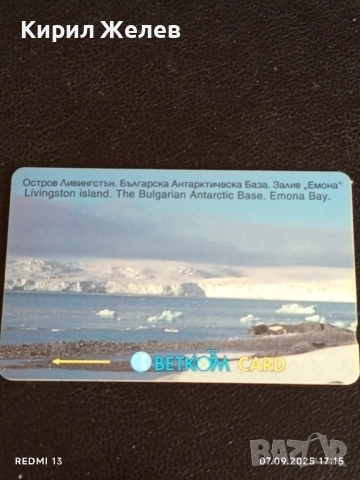 Кирил Желев
Остров Ливингстън. Българска Антарктическа База. Залив „Емона“
Livingston island. The Bulgarian Antarctic Base. Emona Bay.
BETKOM CARD
REDMI 13
07.09.2025 17:15
BAZAR